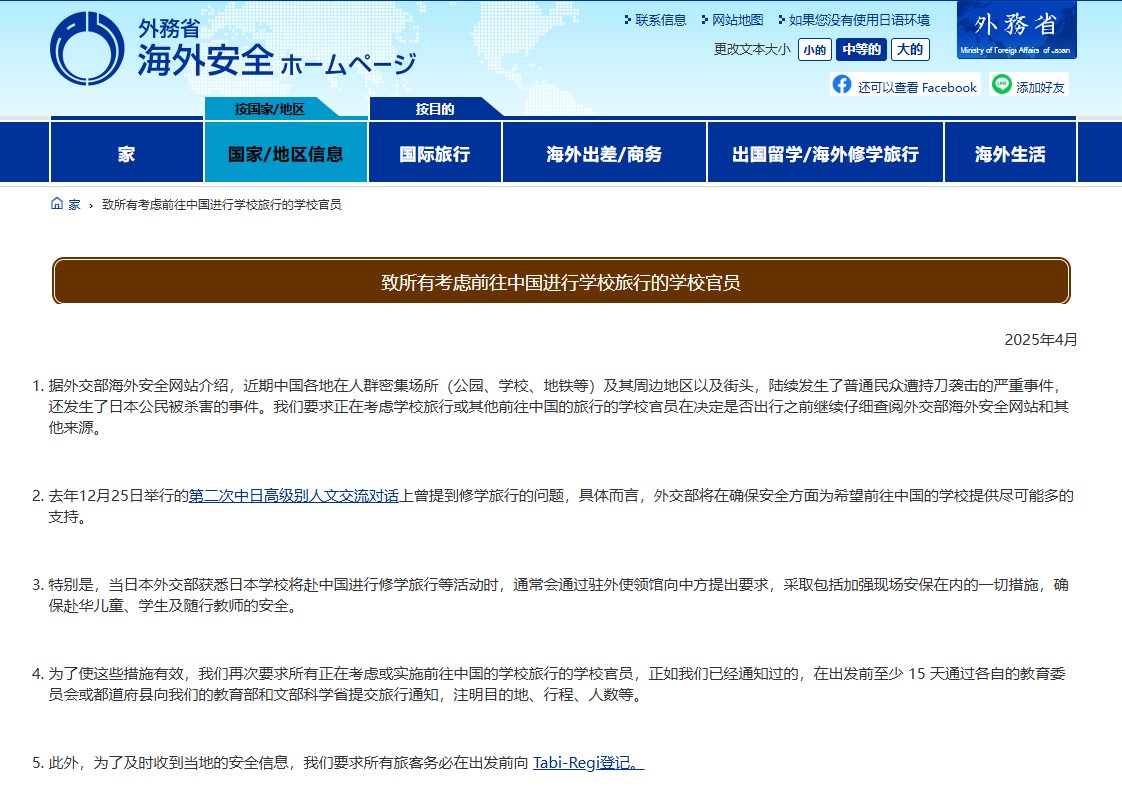 外務省
海外安全 ホームページ
联系信息 网站地图 如果您没有使用日语环境
更改文本大小 小的 中等的 大的
外務省
Ministry of Foreign Affairs of Japan
还可以查看 Facebook 添加好友
按国家/地区 按目的
家 国家/地区信息 国际旅行 海外出差/商务 出国留学/海外修学旅行 海外生活
家 › 致所有考虑前往中国进行学校旅行的学校官员
致所有考虑前往中国进行学校旅行的学校官员
2025年4月
1. 据外交部海外安全网站介绍，近期中国各地在人群密集场所（公园、学校、地铁等）及其周边地区以及街头，陆续发生了普通民众遭持刀袭击的严重事件，
还发生了日本公民被杀害的事件。我们要求正在考虑学校旅行或其他前往中国的旅行的学校官员在决定是否出行之前继续仔细查阅外交部海外安全网站和其
他来源。
2. 去年12月25日举行的第二次中日高级别人文交流对话上曾提到修学旅行的问题，具体而言，外交部将在确保安全方面为希望前往中国的学校提供尽可能多的
支持。
3. 特别是，当日本外交部获悉日本学校将赴中国进行修学旅行等活动时，通常会通过驻外使领馆向中方提出要求，采取包括加强现场安保在内的一切措施，确
保赴华儿童、学生及随行教师的安全。
4. 为了使这些措施有效，我们再次要求所有正在考虑或实施前往中国的学校旅行的学校官员，正如我们已经通知过的，在出发前至少 15 天通过各自的教育委
员会或都道府县向我们的教育部和文部科学省提交旅行通知，注明目的地、行程、人数等。
5. 此外，为了及时收到当地的安全信息，我们要求所有旅客务必在出发前向 Tabi-Regi登记。